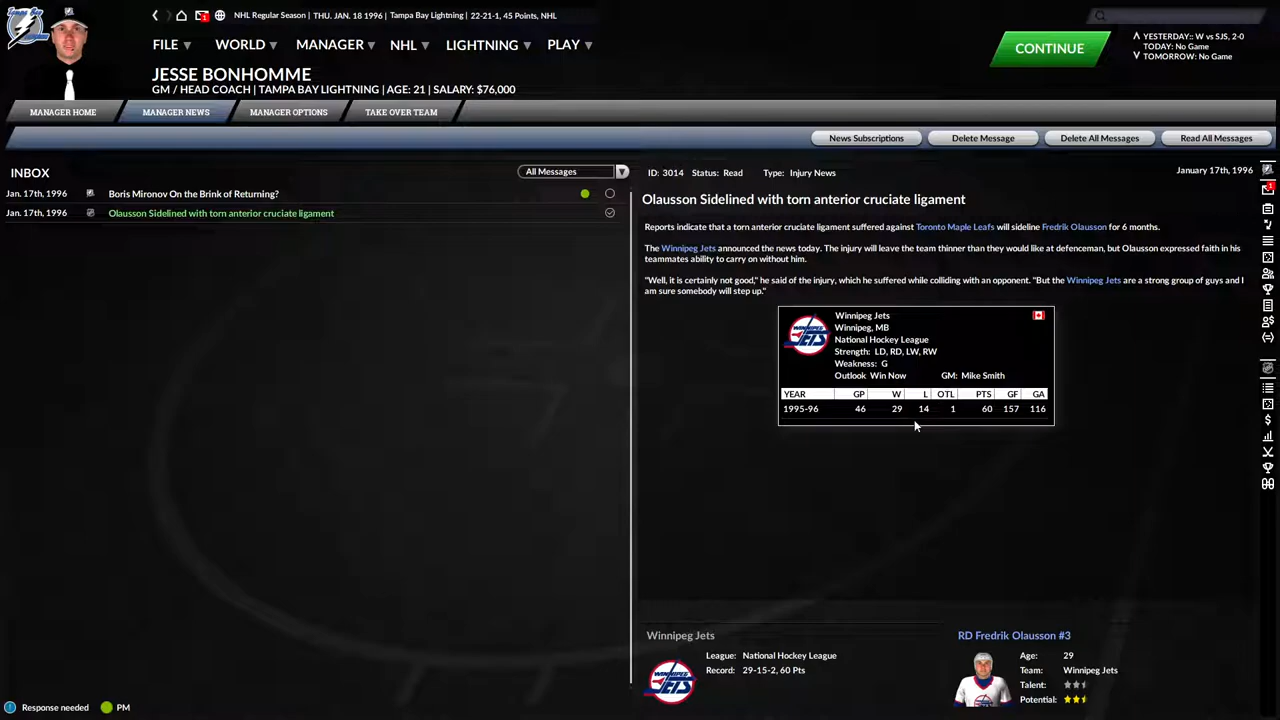 NHL Regular Season | THU. JAN. 18 1996 | Tampa Bay Lightning | 22-21-1, 45 Points, NHL
YESTERDAY: W vs SJS, 2-0
TODAY: No Game
TOMORROW: No Game
FILE WORLD MANAGER NHL LIGHTNING PLAY
CONTINUE
JESSE BONHOMME
GM / HEAD COACH | TAMPA BAY LIGHTNING | AGE: 21 | SALARY: $76,000
MANAGER HOME MANAGER NEWS MANAGER OPTIONS TAKE OVER TEAM
News Subscriptions Delete Message Delete All Messages Read All Messages
INBOX
All Messages
Jan. 17th, 1996 Boris Mironov On the Brink of Returning?
Jan. 17th, 1996 Olausson Sidelined with torn anterior cruciate ligament
ID: 3014 Status: Read Type: Injury News January 17th, 1996
Olausson Sidelined with torn anterior cruciate ligament
Reports indicate that a torn anterior cruciate ligament suffered against Toronto Maple Leafs will sideline Fredrik Olausson for 6 months.
The Winnipeg Jets announced the news today. The injury will leave the team thinner than they would like at defenceman, but Olausson expressed faith in his
teammates ability to carry on without him.
"Well, it is certainly not good," he said of the injury, which he suffered while colliding with an opponent. "But the Winnipeg Jets are a strong group of guys and I
am sure somebody will step up."
Winnipeg Jets
Winnipeg, MB
National Hockey League
Strength: LD, RD, LW, RW
Weakness: G
Outlook Win Now GM: Mike Smith
YEAR GP W L OTL PTS GF GA
1995-96 46 29 14 1 60 157 116
Winnipeg Jets
League: National Hockey League
Record: 29-15-2, 60 Pts
RD Fredrik Olausson #3
Age: 29
Team: Winnipeg Jets
Talent:
Potential:
Response needed PM